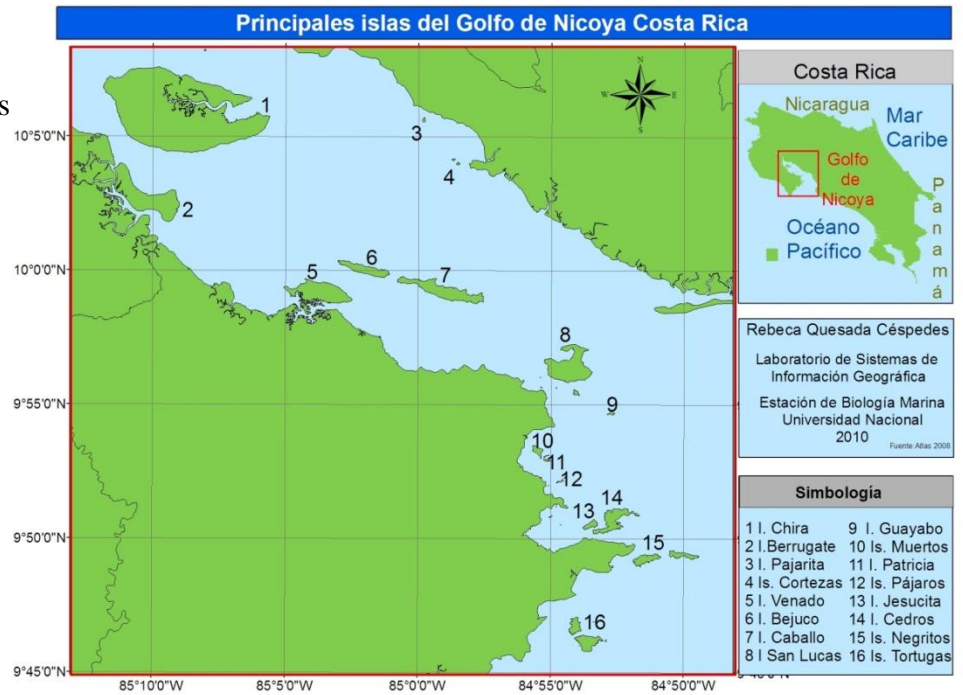 Principales islas del Golfo de Nicoya Costa Rica
s
N
W E
S
1
2
3
4
5
6
7
8
9
10
11
12
13
14
15
16
10°5'0"N
10°0'0"N
9°55'0"N
9°50'0"N
9°45'0"N
85°10'0"W 85°5'0"W 85°0'0"W 84°55'0"W 84°50'0"W
Costa Rica
Nicaragua
Mar
Caribe
Golfo
de
Nicoya
Panamá
Océano
Pacífico
Rebeca Quesada Céspedes
Laboratorio de Sistemas de
Información Geográfica
Estación de Biología Marina
Universidad Nacional
2010
Fuente:Atlas 2008
Simbología
1 I. Chira 9 I. Guayabo
2 I.Berrugate 10 Is. Muertos
3 I. Pajarita 11 I. Patricia
4 Is. Cortezas 12 Is. Pájaros
5 I. Venado 13 I. Jesucita
6 I. Bejuco 14 I. Cedros
7 I. Caballo 15 Is. Negritos
8 I San Lucas 16 Is. Tortugas